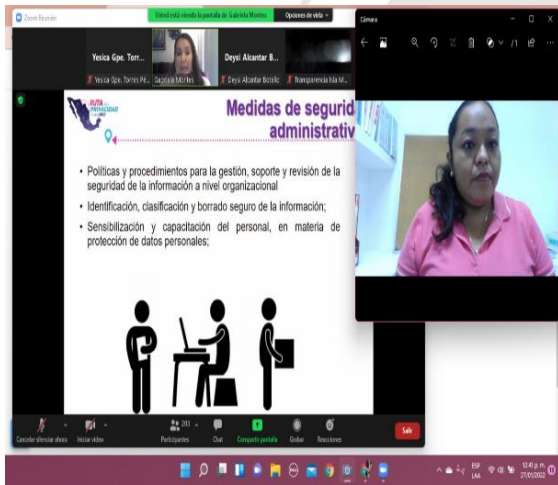 Zoom Reunión
Usted está viendo la pantalla de Gabriela Montes
Opciones de vista
Cámara
Yesica Gpe. Torr...
Deysi Alcantar B...
Yesica Gpe. Torres Pé...
Gabriela Montes
Deysi Alcantar Botello
Transparencia Isla M...
RUTA DE LA
PRIVACIDAD
Medidas de segurid
administrativ
• Políticas y procedimientos para la gestión, soporte y revisión de la
seguridad de la información a nivel organizacional
• Identificación, clasificación y borrado seguro de la información;
• Sensibilización y capacitación del personal, en materia de
protección de datos personales;
203
Cancelar silenciar ahora
Iniciar video
Participantes
Chat
Compartir pantalla
Grabar
Reacciones
Salir
ESP
LAA
12:41 p. m.
27/01/2022